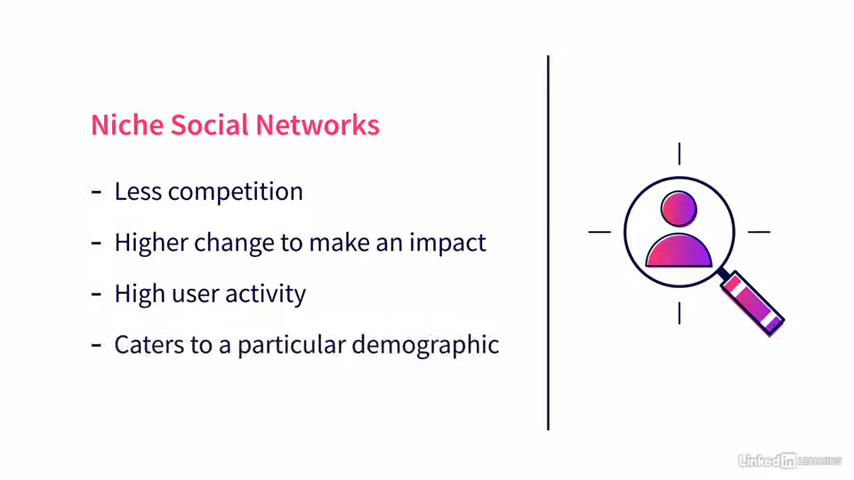 Niche Social Networks
- Less competition
- Higher change to make an impact
- High user activity
- Caters to a particular demographic
LinkedIn